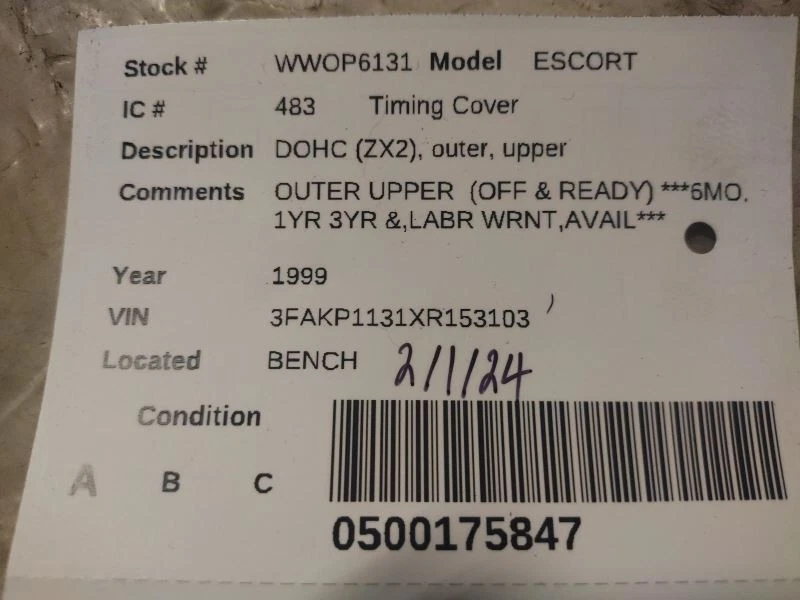 Stock # WWOP6131 Model ESCORT
IC # 483 Timing Cover
Description DOHC (ZX2), outer, upper
Comments OUTER UPPER (OFF & READY) ***6MO,
1YR 3YR &,LABR WRNT,AVAIL***
Year 1999
VIN 3FAKP1131XR153103
Located BENCH 2/1/24
Condition
A B C
0500175847